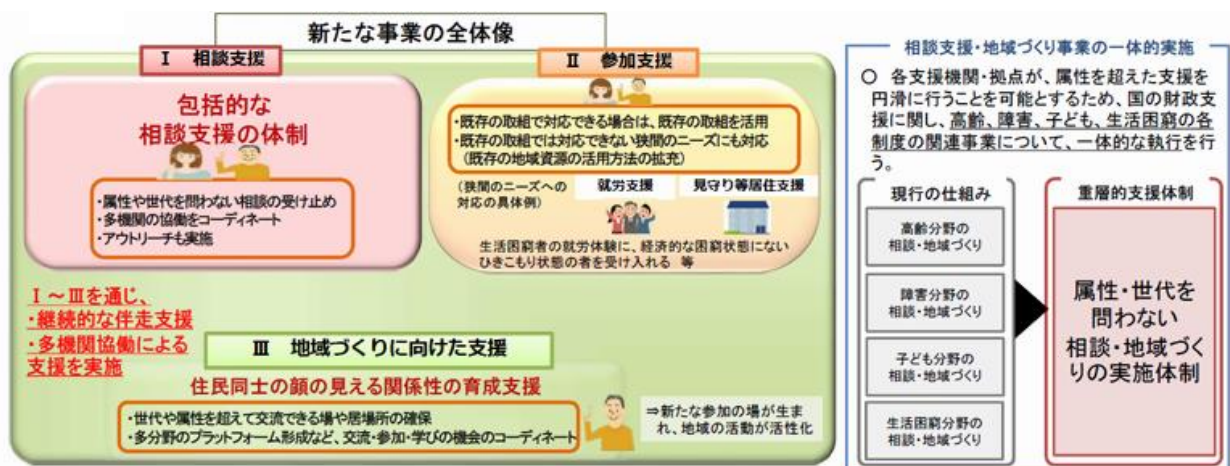 新たな事業の全体像
Ⅰ 相談支援
包括的な
相談支援の体制
・属性や世代を問わない相談の受け止め
・多機関の協働をコーディネート
・アウトリーチも実施
Ⅱ 参加支援
・既存の取組で対応できる場合は、既存の取組を活用
・既存の取組では対応できない狭間のニーズにも対応
(既存の地域資源の活用方法の拡充)
(狭間のニーズへの
対応の具体例)
就労支援
見守り等居住支援
生活困窮者の就労体験に、経済的な困窮状態にない
ひきこもり状態の者を受け入れる 等
Ⅰ～Ⅲを通じ、
・継続的な伴走支援
・多機関協働による
支援を実施
Ⅲ 地域づくりに向けた支援
住民同士の顔の見える関係性の育成支援
・世代や属性を超えて交流できる場や居場所の確保
・多分野のプラットフォーム形成など、交流・参加・学びの機会のコーディネート
⇒新たな参加の場が生ま
れ、地域の活動が活性化
相談支援・地域づくり事業の一体的実施
○ 各支援機関・拠点が、属性を超えた支援を
円滑に行うことを可能とするため、国の財政支
援に関し、高齢、障害、子ども、生活困窮の各
制度の関連事業について、一体的な執行を行
う。
現行の仕組み
高齢分野の
相談・地域づくり
障害分野の
相談・地域づくり
子ども分野の
相談・地域づくり
生活困窮分野の
相談・地域づくり
重層的支援体制
属性・世代を
問わない
相談・地域づく
りの実施体制